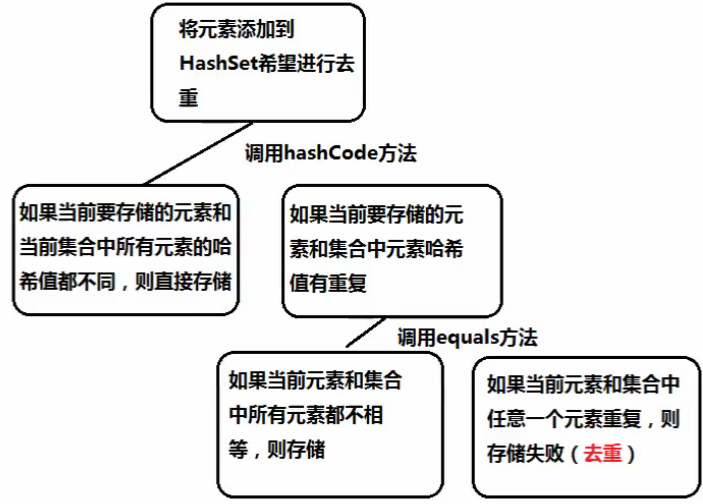 将元素添加到
HashSet希望进行去
重
调用hashCode方法
如果当前要存储的元素和
当前集合中所有元素的哈
希值都不同，则直接存储
如果当前要存储的元
素和集合中元素哈希
值有重复
调用equals方法
如果当前元素和集合
中所有元素都不相
等，则存储
如果当前元素和集合中
任意一个元素重复，则
存储失败（去重）